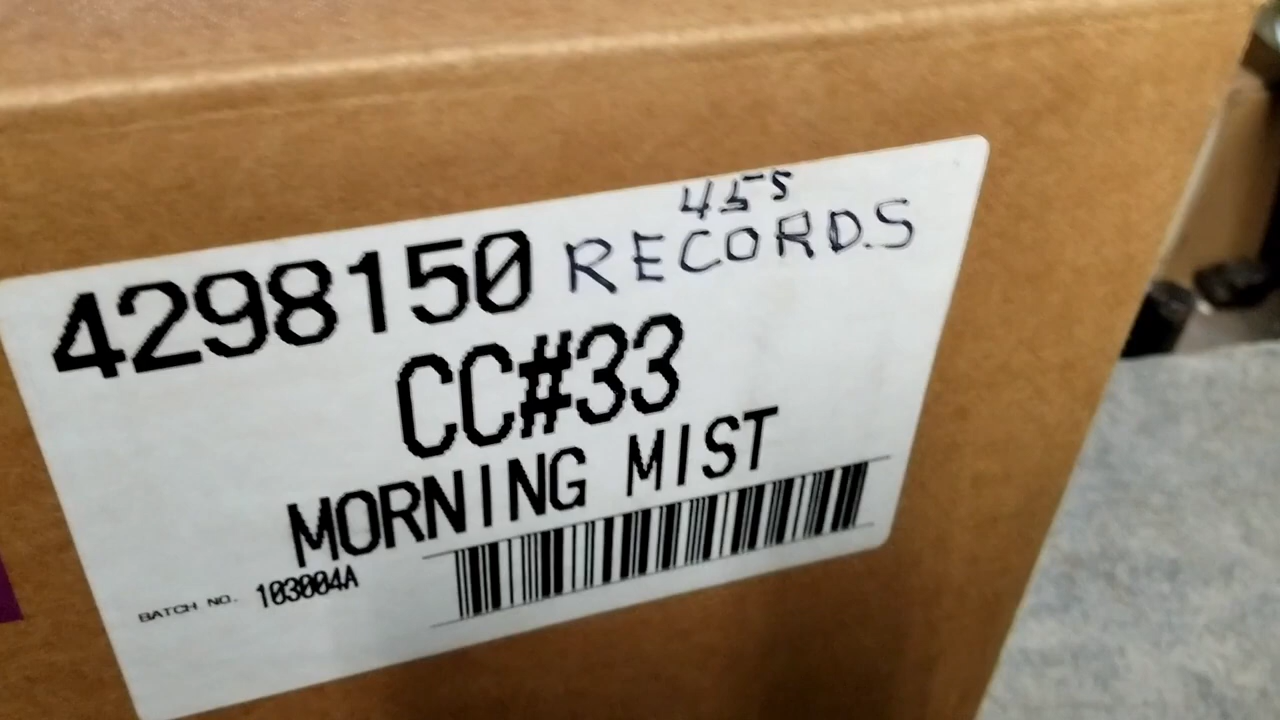 45s
4298150 RECORDS
CC#33
MORNING MIST
BATCH NO. 103004A